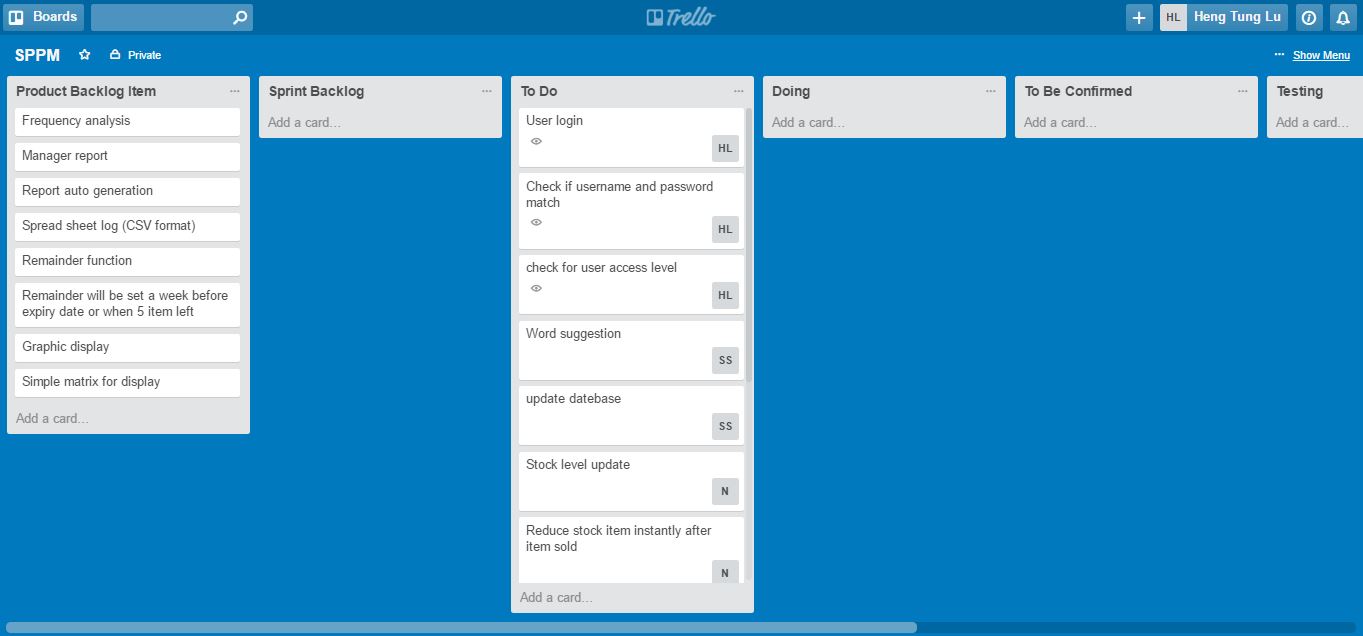 Boards
Trello
HL
Heng Tung Lu
SPPM
Private
Show Menu
Product Backlog Item
Frequency analysis
Manager report
Report auto generation
Spread sheet log (CSV format)
Remainder function
Remainder will be set a week before
expiry date or when 5 item left
Graphic display
Simple matrix for display
Add a card...
Sprint Backlog
Add a card...
To Do
User login
HL
Check if username and password
match
HL
check for user access level
HL
Word suggestion
SS
update datebase
SS
Stock level update
N
Reduce stock item instantly after
item sold
N
Add a card...
Doing
Add a card...
To Be Confirmed
Add a card...
Testing
Add a card...